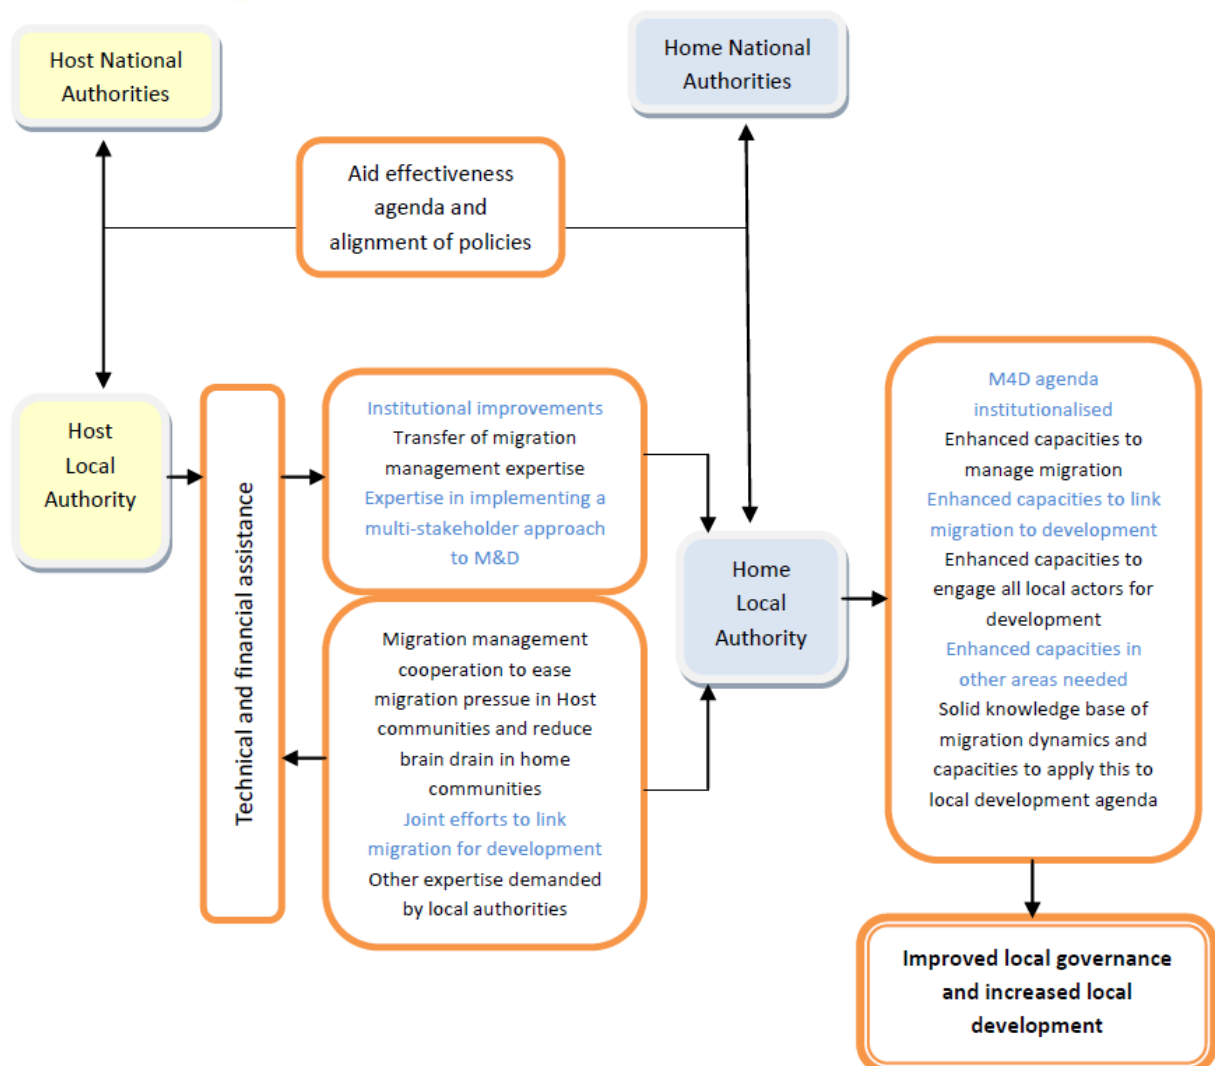 Host National
Authorities
Home National
Authorities
Aid effectiveness
agenda and
alignment of policies
Host
Local
Authority
Technical and financial assistance
Institutional improvements
Transfer of migration
management expertise
Expertise in implementing a
multi-stakeholder approach
to M&D
Migration management
cooperation to ease
migration pressue in Host
communities and reduce
brain drain in home
communities
Joint efforts to link
migration for development
Other expertise demanded
by local authorities
Home
Local
Authority
M4D agenda
institutionalised
Enhanced capacities to
manage migration
Enhanced capacities to link
migration to development
Enhanced capacities to
engage all local actors for
development
Enhanced capacities in
other areas needed
Solid knowledge base of
migration dynamics and
capacities to apply this to
local development agenda
Improved local governance
and increased local
development